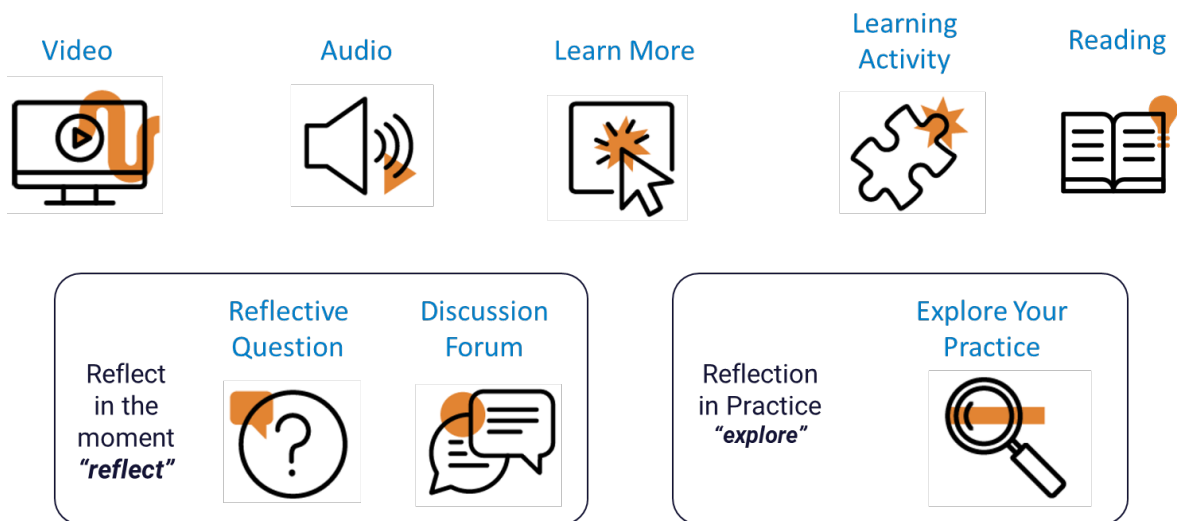 Video
Audio
Learn More
Learning
Activity
Reading
Reflect
in the
moment
“reflect”
Reflective
Question
?
Discussion
Forum
Reflection
in Practice
“explore”
Explore Your
Practice